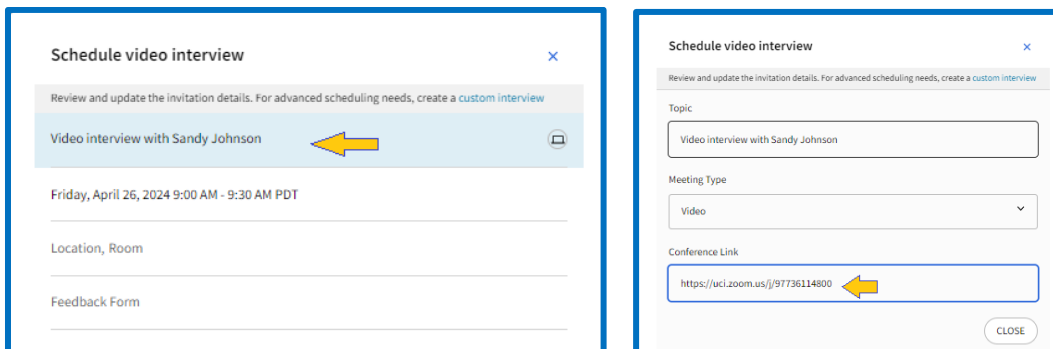 Schedule video interview
Review and update the invitation details. For advanced scheduling needs, create a custom interview
Video interview with Sandy Johnson
Friday, April 26, 2024 9:00 AM - 9:30 AM PDT
Location, Room
Feedback Form
Schedule video interview
Review and update the invitation details. For advanced scheduling needs, create a custom interview
Topic
Video interview with Sandy Johnson
Meeting Type
Video
Conference Link
https://uci.zoom.us/j/97736114800
CLOSE